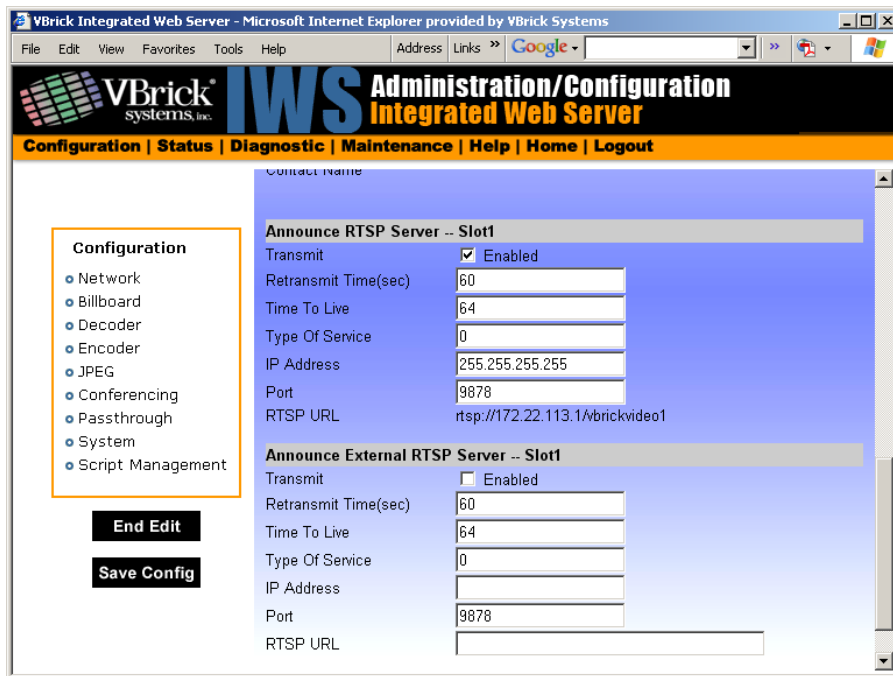 VBrick Integrated Web Server - Microsoft Internet Explorer provided by VBrick Systems
File Edit View Favorites Tools Help Address Links » Google » 
VBrick systems, inc. IWS Administration/Configuration
Integrated Web Server
Configuration | Status | Diagnostic | Maintenance | Help | Home | Logout
Contact Name
Configuration
Network
Billboard
Decoder
Encoder
JPEG
Conferencing
Passthrough
System
Script Management
End Edit
Save Config
Announce RTSP Server -- Slot1
Transmit Enabled
Retransmit Time(sec) 60
Time To Live 64
Type Of Service 0
IP Address 255.255.255.255
Port 9878
RTSP URL rtsp://172.22.113.1/vbrickvideo1
Announce External RTSP Server -- Slot1
Transmit Enabled
Retransmit Time(sec) 60
Time To Live 64
Type Of Service 0
IP Address
Port 9878
RTSP URL